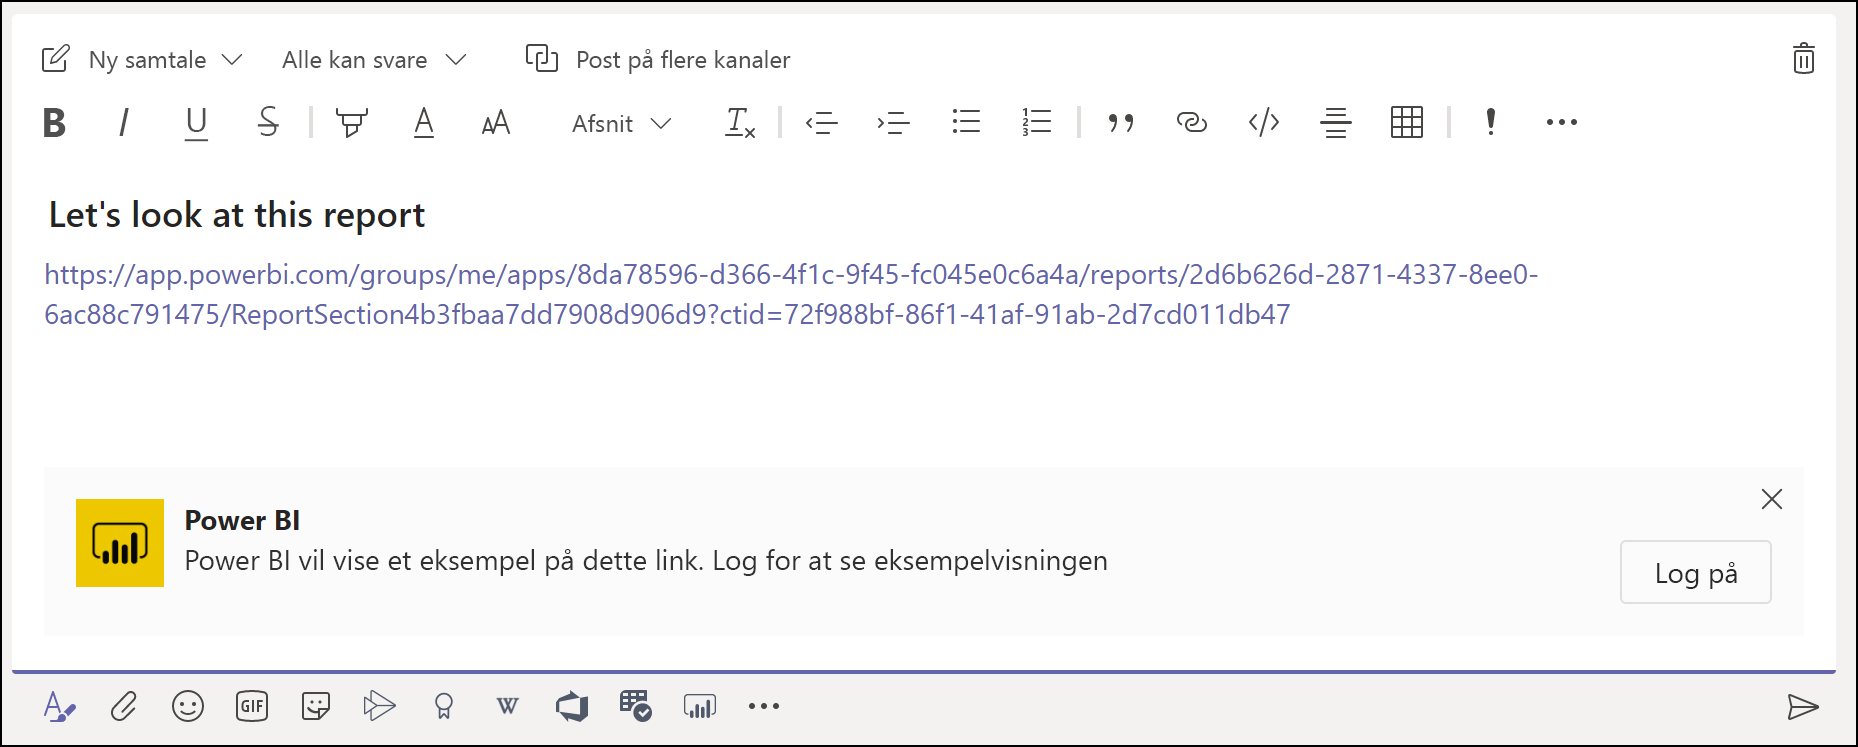 Ny samtale Alle kan svare Post på flere kanaler
B I U S A AA Afsnit Tx </> ! ...
Let's look at this report
https://app.powerbi.com/groups/me/apps/8da78596-d366-4f1c-9f45-fc045e0c6a4a/reports/2d6b626d-2871-4337-8ee0-
6ac88c791475/ReportSection4b3fbaa7dd7908d906d9?ctid=72f988bf-86f1-41af-91ab-2d7cd011db47
Power BI
Power BI vil vise et eksempel på dette link. Log for at se eksempelvisningen
Log på
GIF W